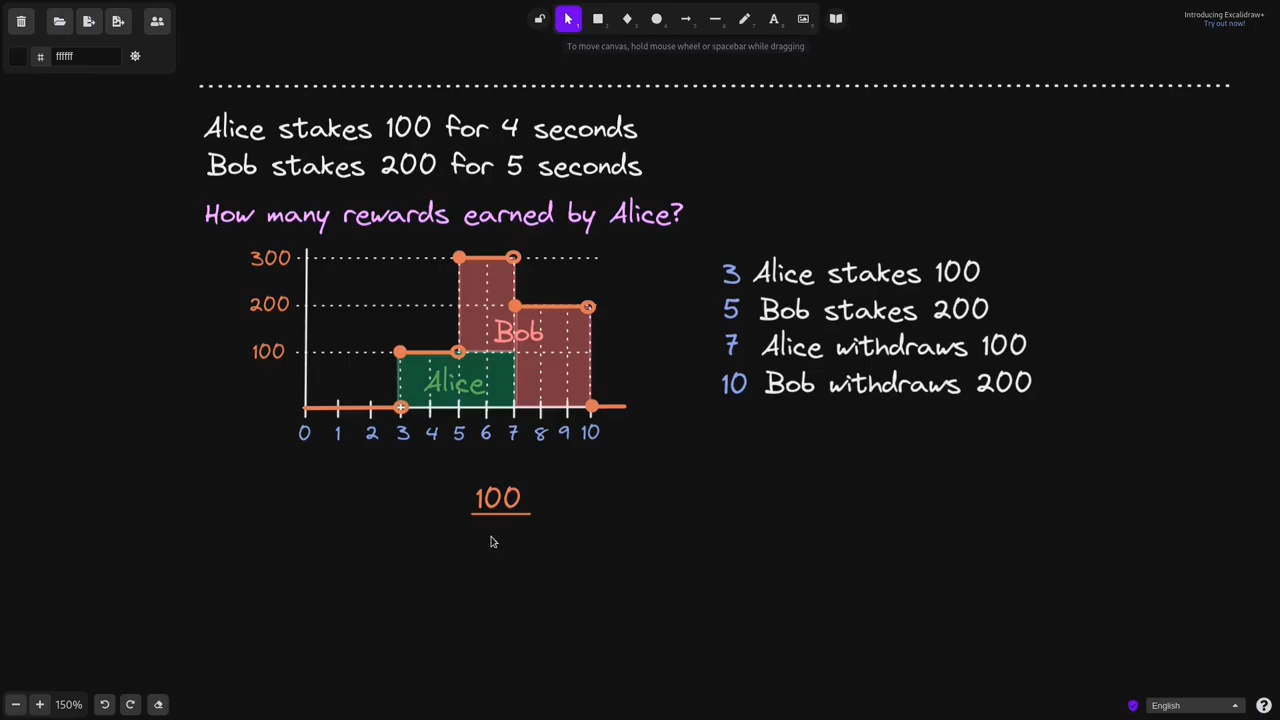 Introducing Excalidraw+
Try out now!
# ffffff
To move canvas, hold mouse wheel or spacebar while dragging
Alice stakes 100 for 4 seconds
Bob stakes 200 for 5 seconds
How many rewards earned by Alice?
300
200
100
Bob
Alice
0 1 2 3 4 5 6 7 8 9 10
3 Alice stakes 100
5 Bob stakes 200
7 Alice withdraws 100
10 Bob withdraws 200
100
150%
English